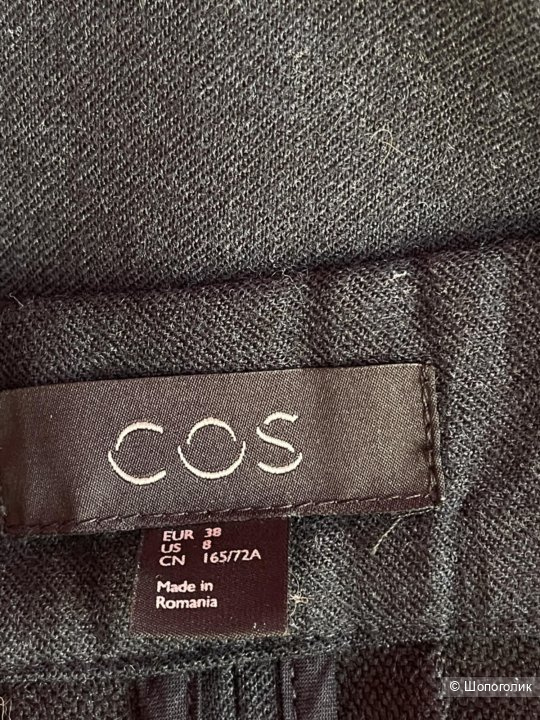 COS
EUR 38
US 8
CN 165/72A
Made in
Romania
© Шопоголик